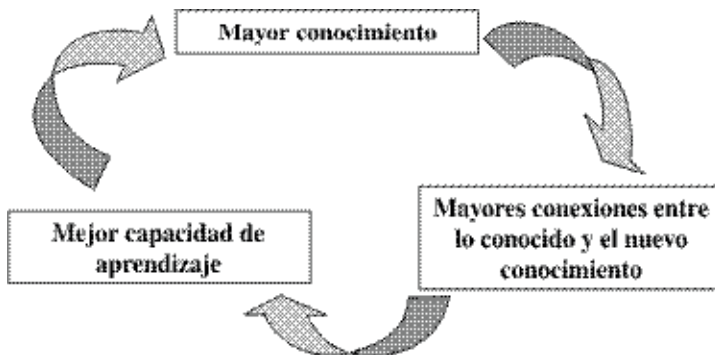 Mayor conocimiento
Mayores conexiones entre
lo conocido y el nuevo
conocimiento
Mejor capacidad de
aprendizaje